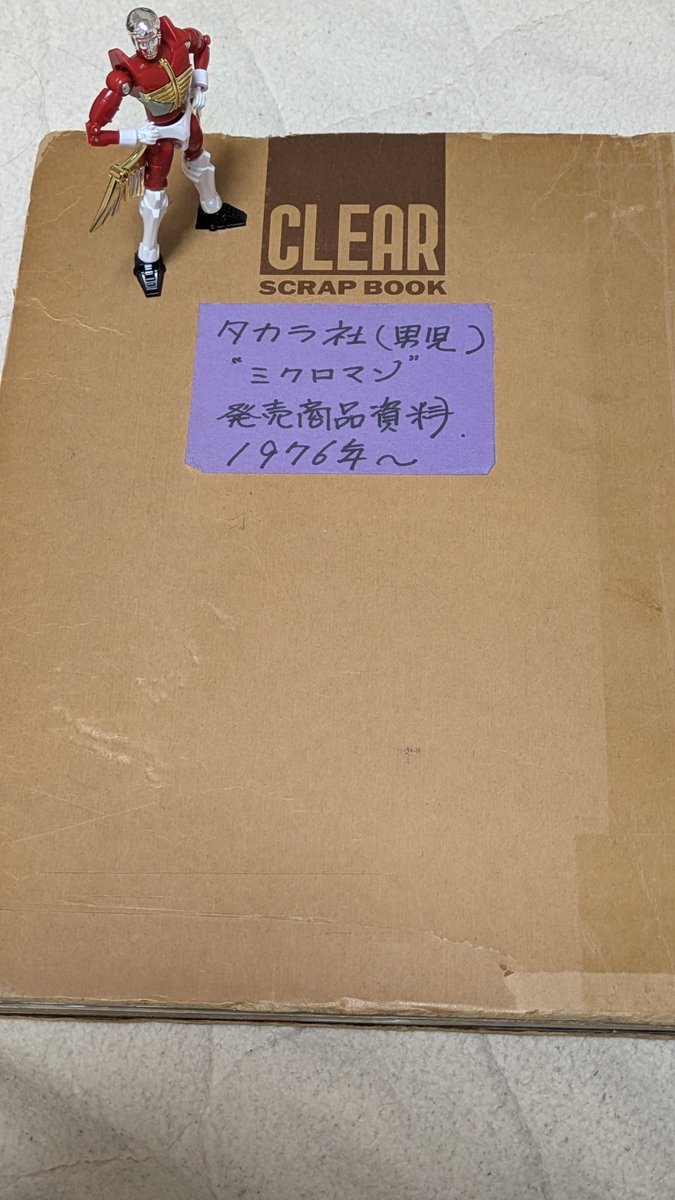 CLEAR
SCRAP BOOK
タカラ社(男児)
"ミクロマン"
発売商品資料.
1976年～